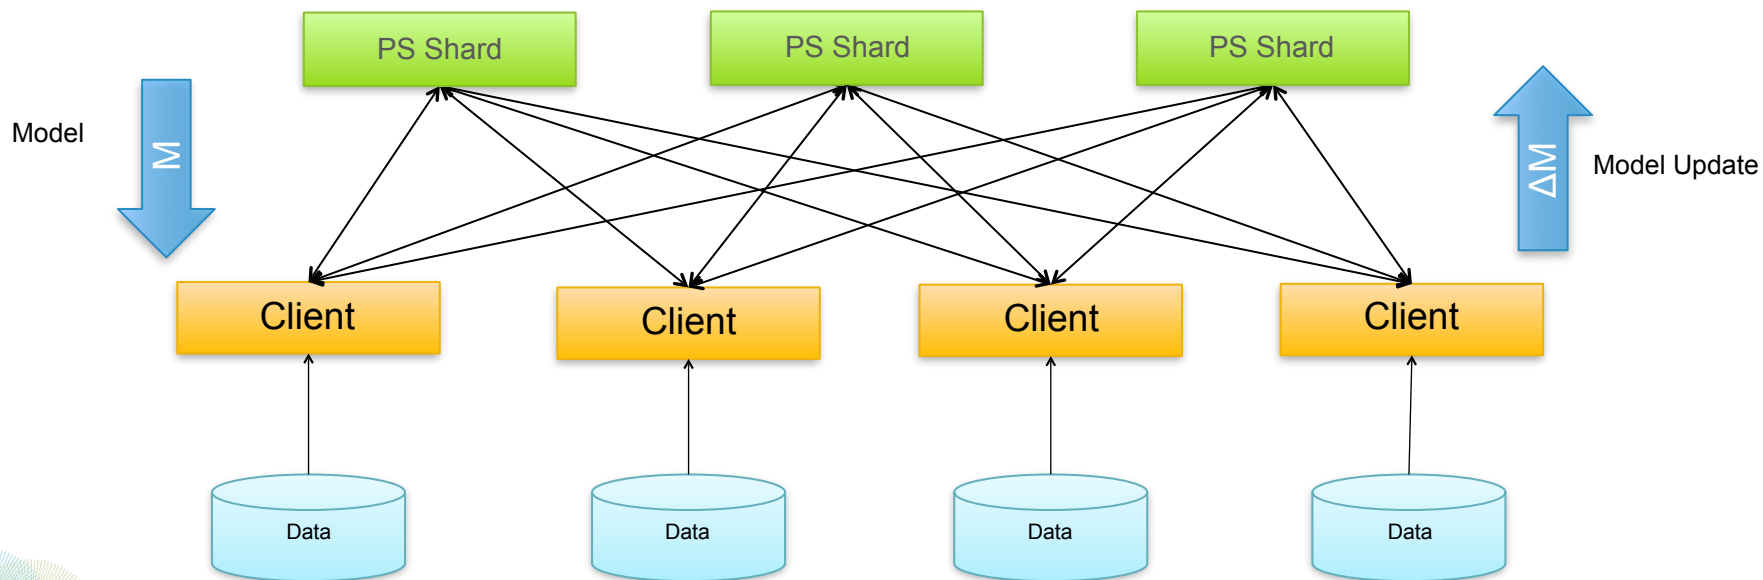 PS Shard
PS Shard
PS Shard
Model
M
ΔM
Model Update
Client
Client
Client
Client
Data
Data
Data
Data